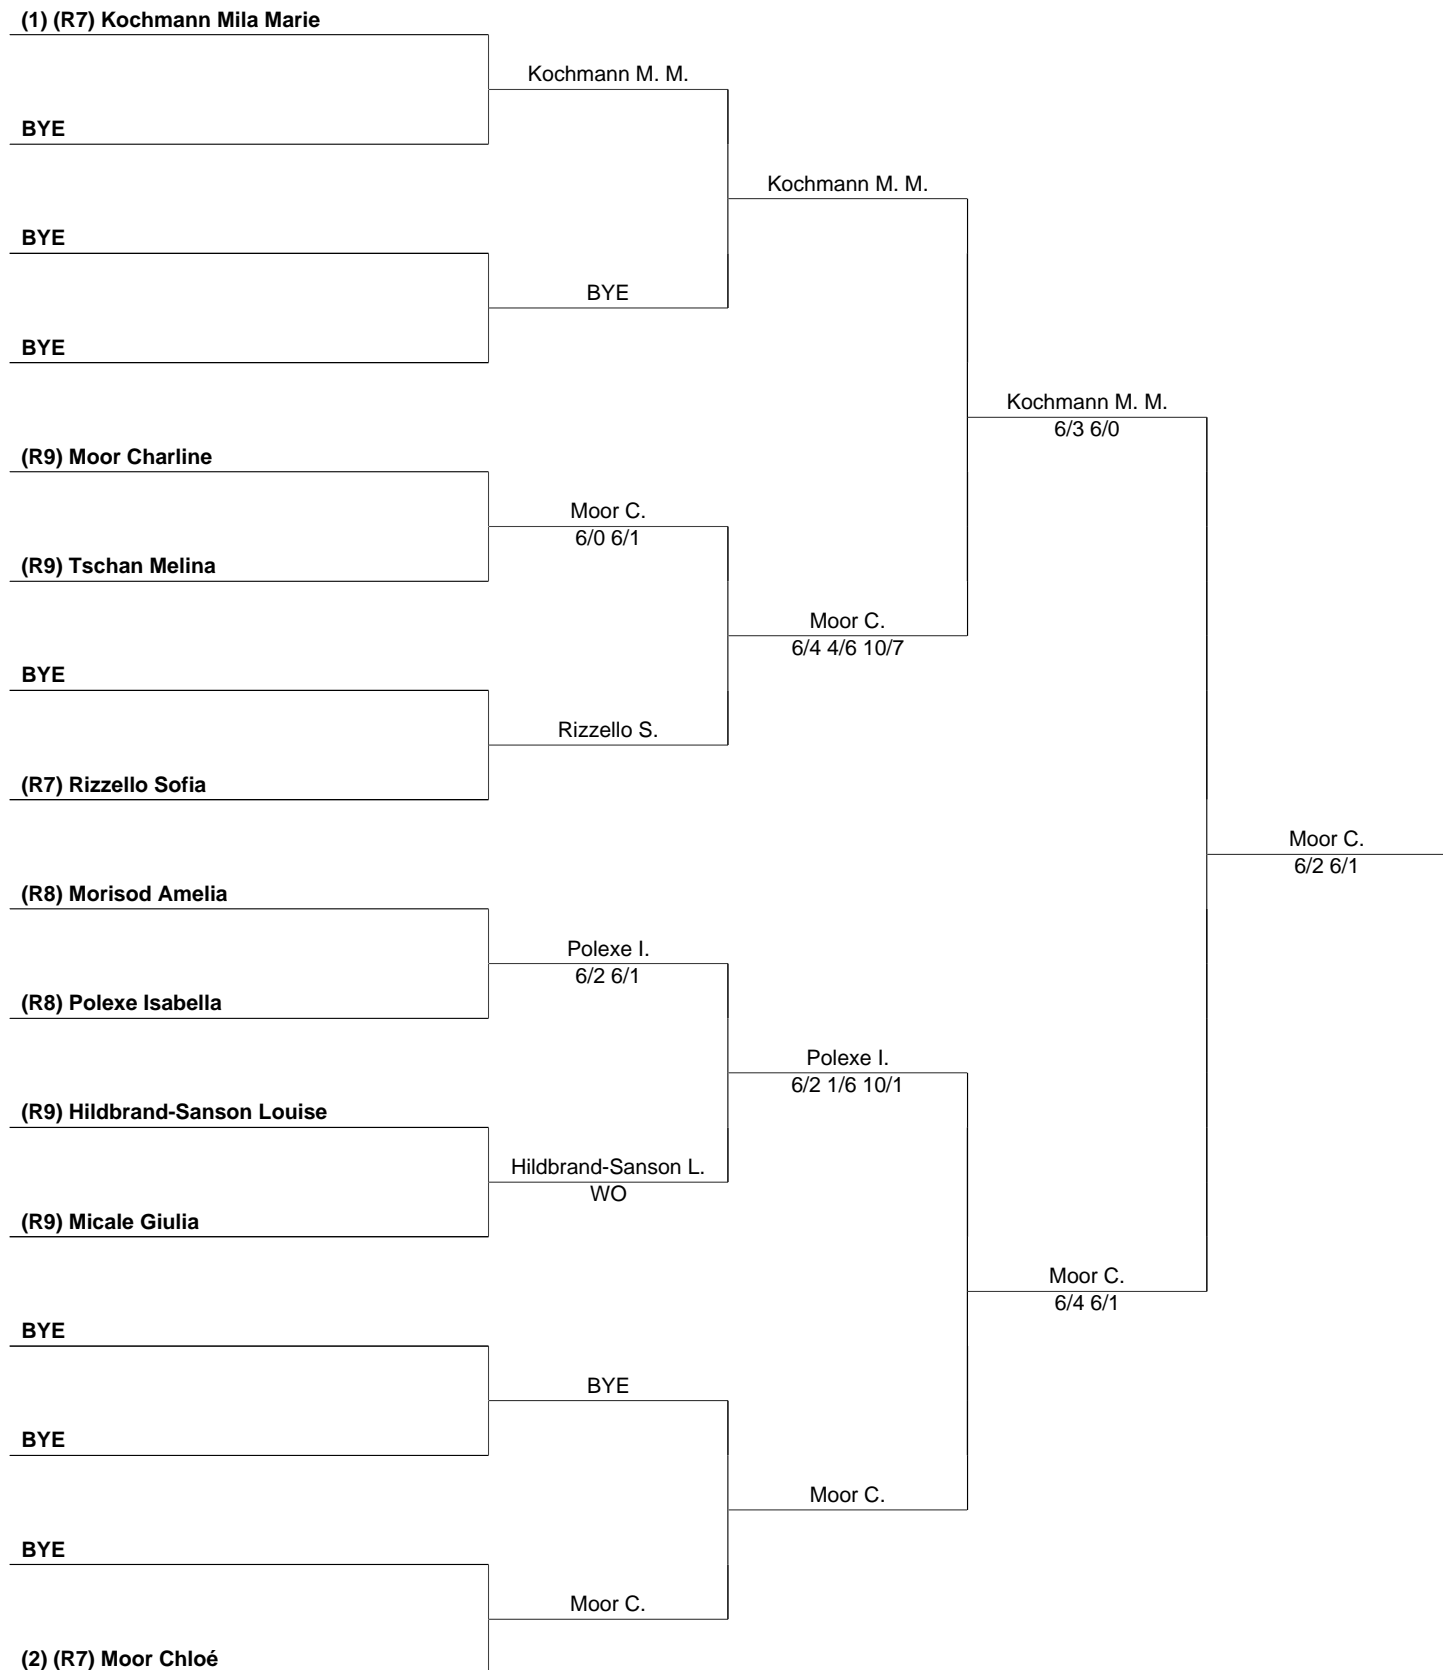 (1) (R7) Kochmann Mila Marie
Kochmann M. M.
BYE
Kochmann M. M.
BYE
BYE
BYE
Kochmann M. M.
6/3 6/0
(R9) Moor Charline
Moor C.
6/0 6/1
(R9) Tschan Melina
Moor C.
6/4 4/6 10/7
BYE
Rizzello S.
(R7) Rizzello Sofia
Moor C.
6/2 6/1
(R8) Morisod Amelia
Polexe I.
6/2 6/1
(R8) Polexe Isabella
Polexe I.
6/2 1/6 10/1
(R9) Hildbrand-Sanson Louise
Hildbrand-Sanson L.
WO
(R9) Micale Giulia
Moor C.
6/4 6/1
BYE
BYE
BYE
Moor C.
BYE
Moor C.
(2) (R7) Moor Chloé